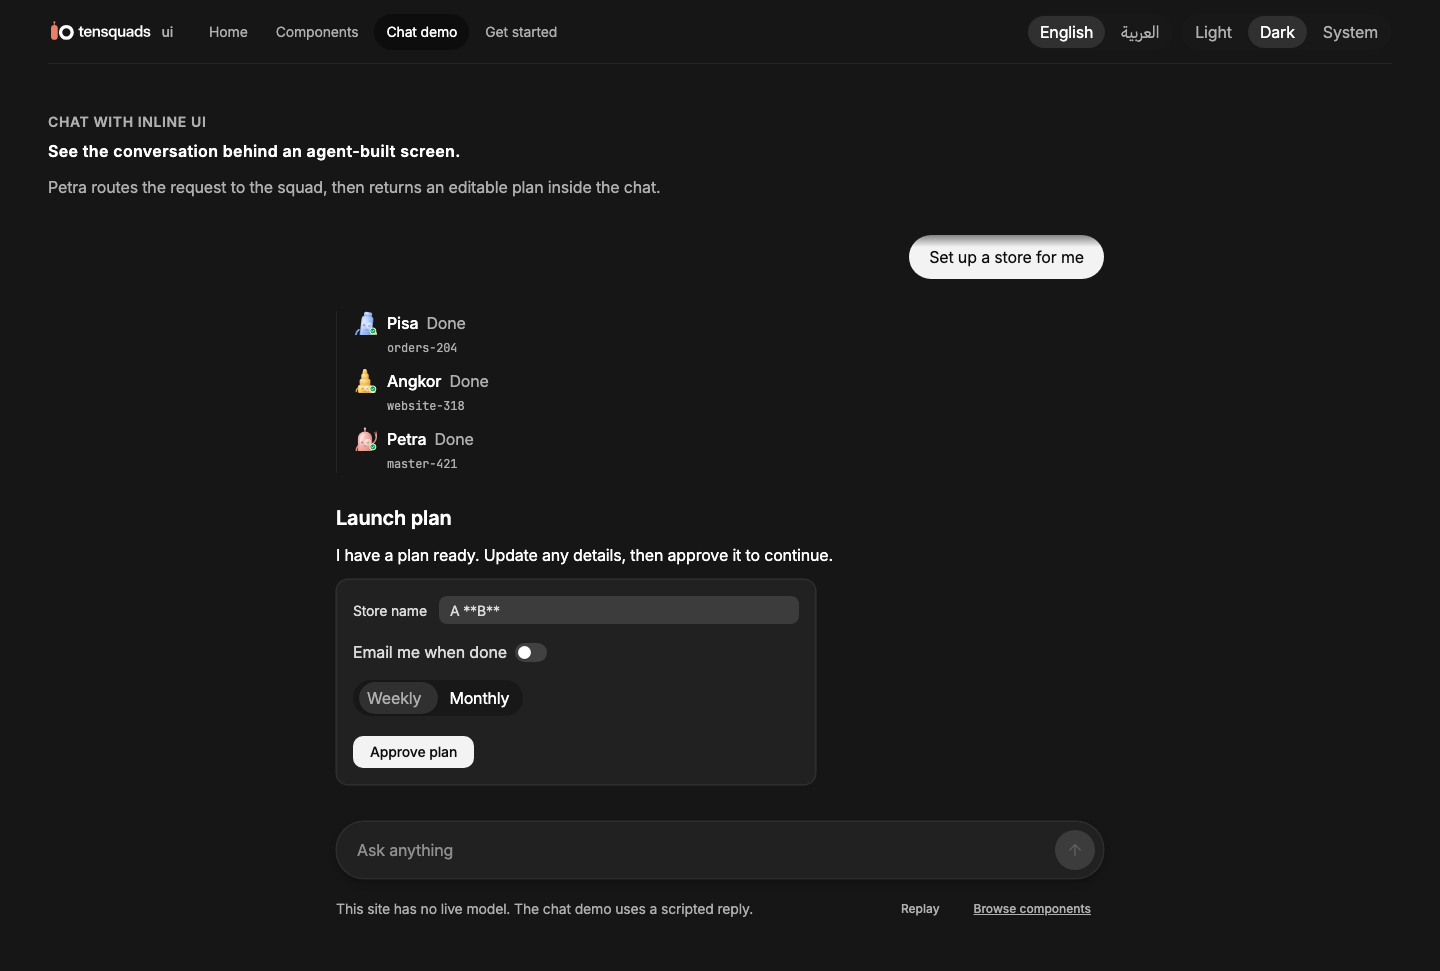 tensquads ui Home Components Chat demo Get started English العربية Light Dark System
CHAT WITH INLINE UI
See the conversation behind an agent-built screen.
Petra routes the request to the squad, then returns an editable plan inside the chat.
Set up a store for me
Pisa Done
orders-204
Angkor Done
website-318
Petra Done
master-421
Launch plan
I have a plan ready. Update any details, then approve it to continue.
Store name A **B**
Email me when done
Weekly Monthly
Approve plan
Ask anything
This site has no live model. The chat demo uses a scripted reply. Replay Browse components